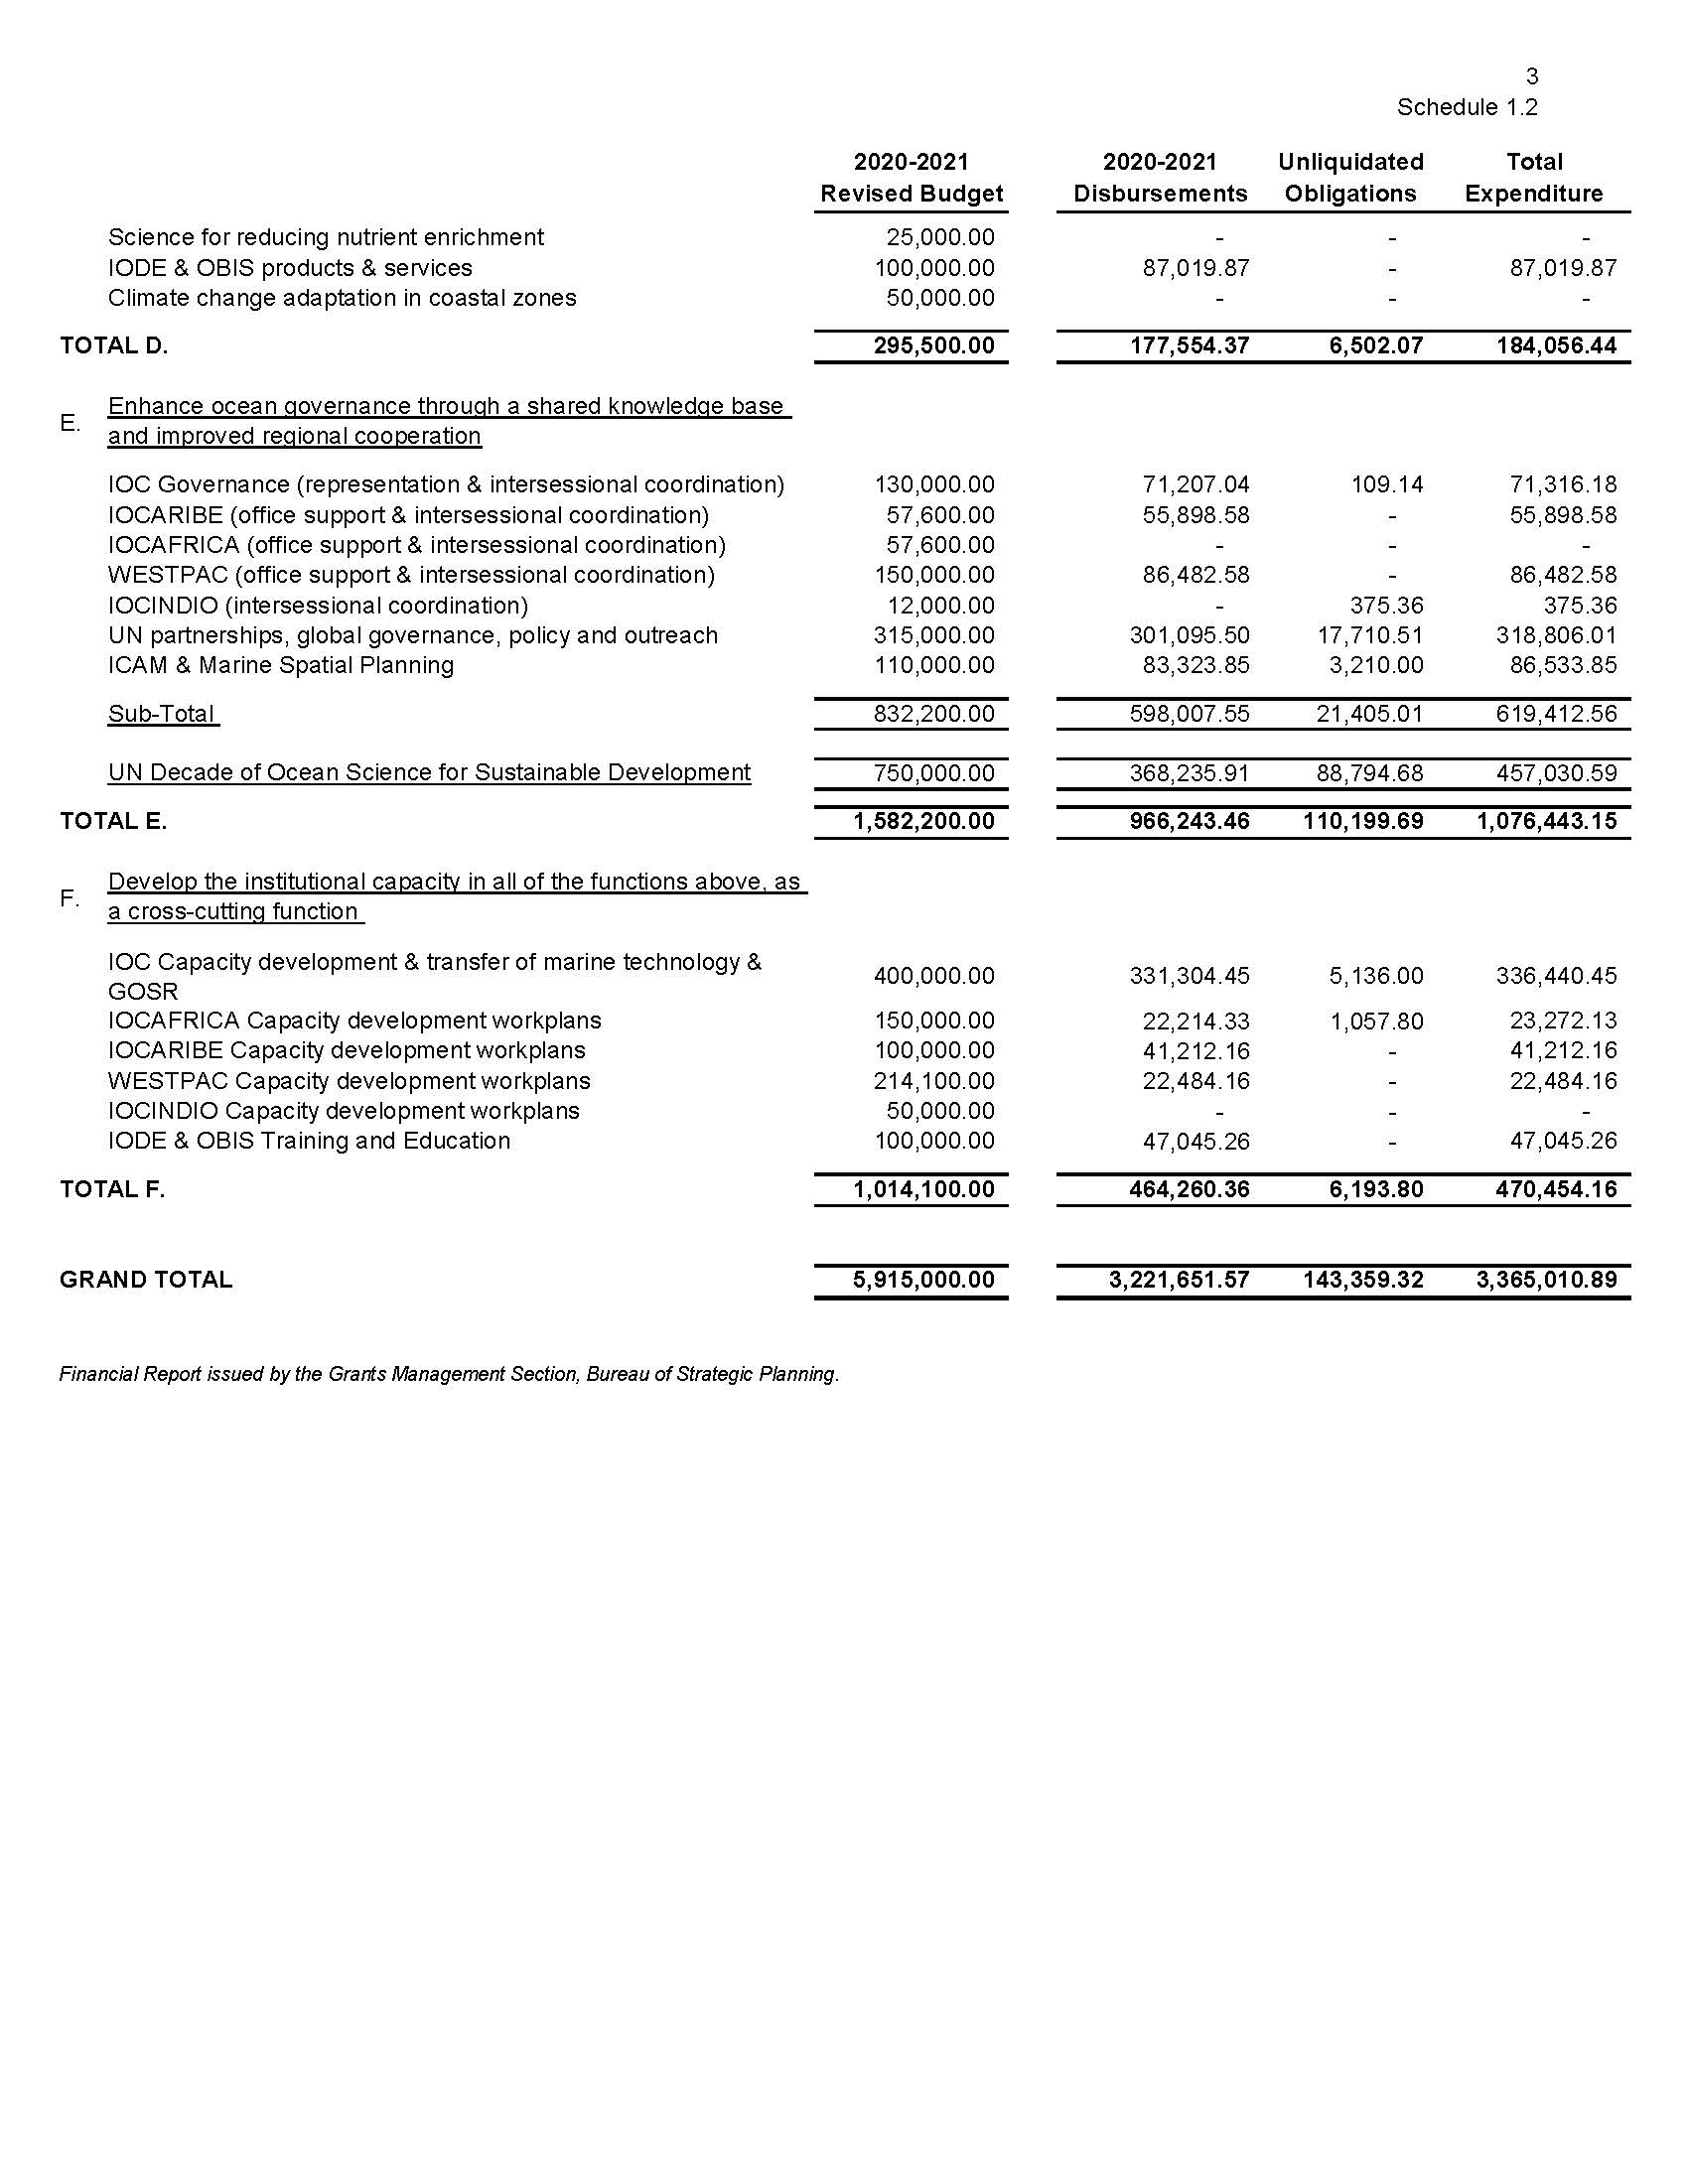 3
Schedule 1.2
2020-2021 2020-2021 Unliquidated Total
Revised Budget Disbursements Obligations Expenditure
Science for reducing nutrient enrichment 25,000.00 - - -
IODE & OBIS products & services 100,000.00 87,019.87 - 87,019.87
Climate change adaptation in coastal zones 50,000.00 - - -
TOTAL D. 295,500.00 177,554.37 6,502.07 184,056.44
E. Enhance ocean governance through a shared knowledge base
and improved regional cooperation
IOC Governance (representation & intersessional coordination) 130,000.00 71,207.04 109.14 71,316.18
IOCARIBE (office support & intersessional coordination) 57,600.00 55,898.58 - 55,898.58
IOCAFRICA (office support & intersessional coordination) 57,600.00 - - -
WESTPAC (office support & intersessional coordination) 150,000.00 86,482.58 - 86,482.58
IOCINDIO (intersessional coordination) 12,000.00 - 375.36 375.36
UN partnerships, global governance, policy and outreach 315,000.00 301,095.50 17,710.51 318,806.01
ICAM & Marine Spatial Planning 110,000.00 83,323.85 3,210.00 86,533.85
Sub-Total 832,200.00 598,007.55 21,405.01 619,412.56
UN Decade of Ocean Science for Sustainable Development 750,000.00 368,235.91 88,794.68 457,030.59
TOTAL E. 1,582,200.00 966,243.46 110,199.69 1,076,443.15
F. Develop the institutional capacity in all of the functions above, as
a cross-cutting function
IOC Capacity development & transfer of marine technology &
GOSR 400,000.00 331,304.45 5,136.00 336,440.45
IOCAFRICA Capacity development workplans 150,000.00 22,214.33 1,057.80 23,272.13
IOCARIBE Capacity development workplans 100,000.00 41,212.16 - 41,212.16
WESTPAC Capacity development workplans 214,100.00 22,484.16 - 22,484.16
IOCINDIO Capacity development workplans 50,000.00 - - -
IODE & OBIS Training and Education 100,000.00 47,045.26 - 47,045.26
TOTAL F. 1,014,100.00 464,260.36 6,193.80 470,454.16
GRAND TOTAL 5,915,000.00 3,221,651.57 143,359.32 3,365,010.89
Financial Report issued by the Grants Management Section, Bureau of Strategic Planning.